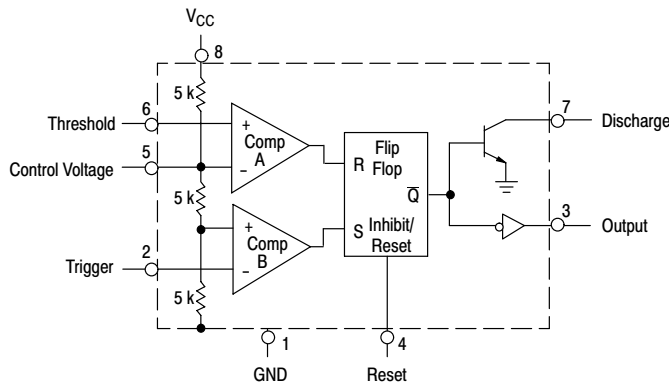 VCC
8
5 k
6
Threshold
+
Comp
A
−
5
Control Voltage
5 k
+
Comp
B
−
2
Trigger
5 k
R
Flip
Flop
Q̅
S
Inhibit/
Reset
7
Discharge
3
Output
1
GND
4
Reset